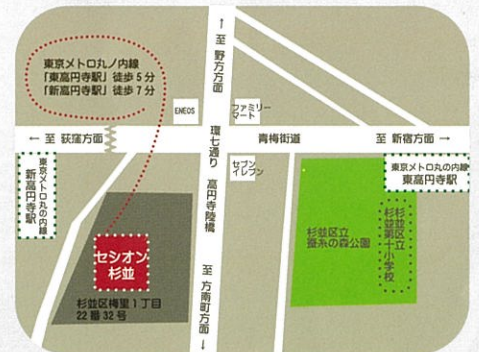 東京メトロ丸ノ内線
「東高円寺駅」徒歩5分
「新高円寺駅」徒歩7分
← 至 野方方面
ENEOS
ファミリー
マート
← 至 荻窪方面
環七通り 高円寺陸橋
青梅街道
至 新宿方面 →
東京メトロ丸の内線
新高円寺駅
セブン
イレブン
東京メトロ丸の内線
東高円寺駅
セシオン
杉並
杉並区立
蚕糸の森公園
杉並区立
杉並第十小学校
杉並区梅里1丁目
22番32号
至 方南町方面 →